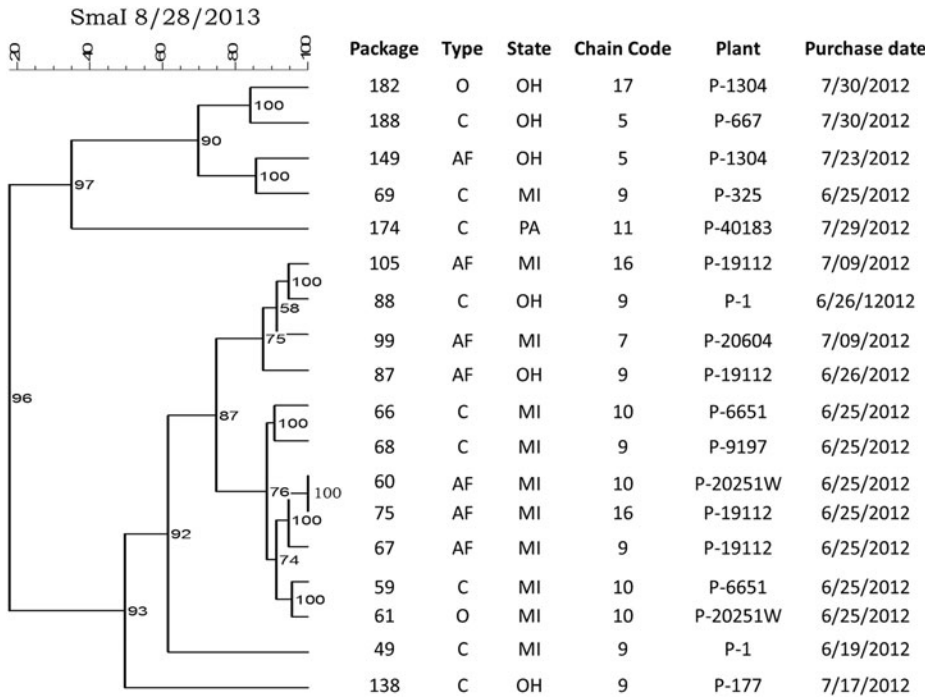 SmaI 8/28/2013
20 40 60 80 100
Package Type State Chain Code Plant Purchase date
182 O OH 17 P-1304 7/30/2012
100
188 C OH 5 P-667 7/30/2012
90
149 AF OH 5 P-1304 7/23/2012
100
97
69 C MI 9 P-325 6/25/2012
174 C PA 11 P-40183 7/29/2012
105 AF MI 16 P-19112 7/09/2012
100
88 C OH 9 P-1 6/26/12012
58
99 AF MI 7 P-20604 7/09/2012
75
87 AF OH 9 P-19112 6/26/2012
96
66 C MI 10 P-6651 6/25/2012
87 100
68 C MI 9 P-9197 6/25/2012
60 AF MI 10 P-20251W 6/25/2012
76 100
75 AF MI 16 P-19112 6/25/2012
100
92
67 AF MI 9 P-19112 6/25/2012
74
59 C MI 10 P-6651 6/25/2012
100
93
61 O MI 10 P-20251W 6/25/2012
49 C MI 9 P-1 6/19/2012
138 C OH 9 P-177 7/17/2012